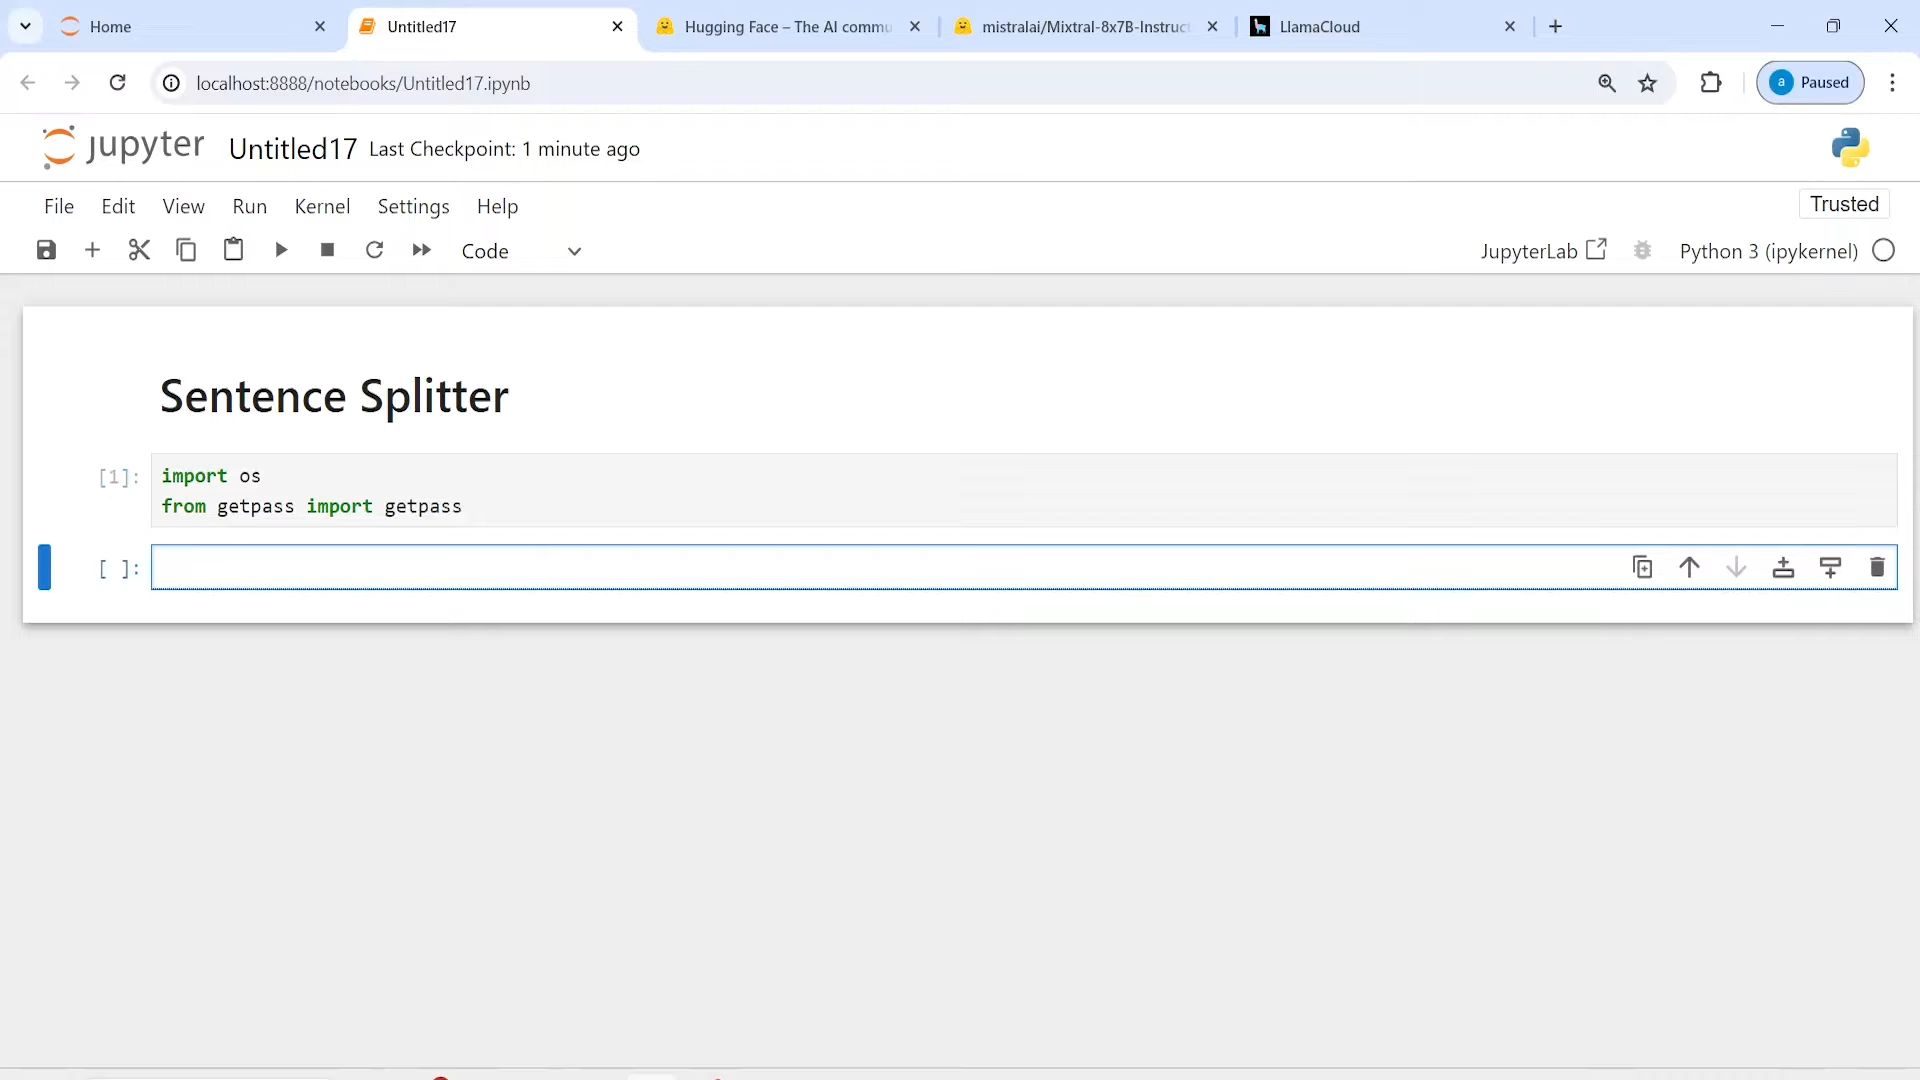 Home
Untitled17
Hugging Face – The AI commu
mistralai/Mixtral-8x7B-Instruct
LlamaCloud
localhost:8888/notebooks/Untitled17.ipynb
a Paused
jupyter Untitled17 Last Checkpoint: 1 minute ago
File Edit View Run Kernel Settings Help
Trusted
Code
JupyterLab
Python 3 (ipykernel)
Sentence Splitter
[1]: import os
from getpass import getpass
[ ]: